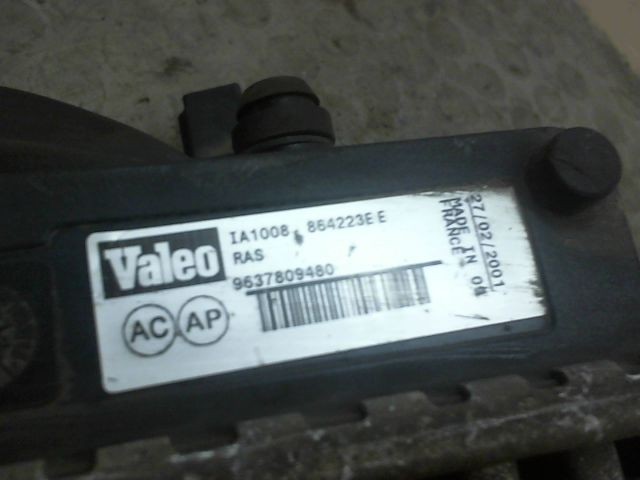 Valeo
IA1008 864223E E
RAS
9637809480
AC AP
27/02/2001
MADE IN
FRANCE